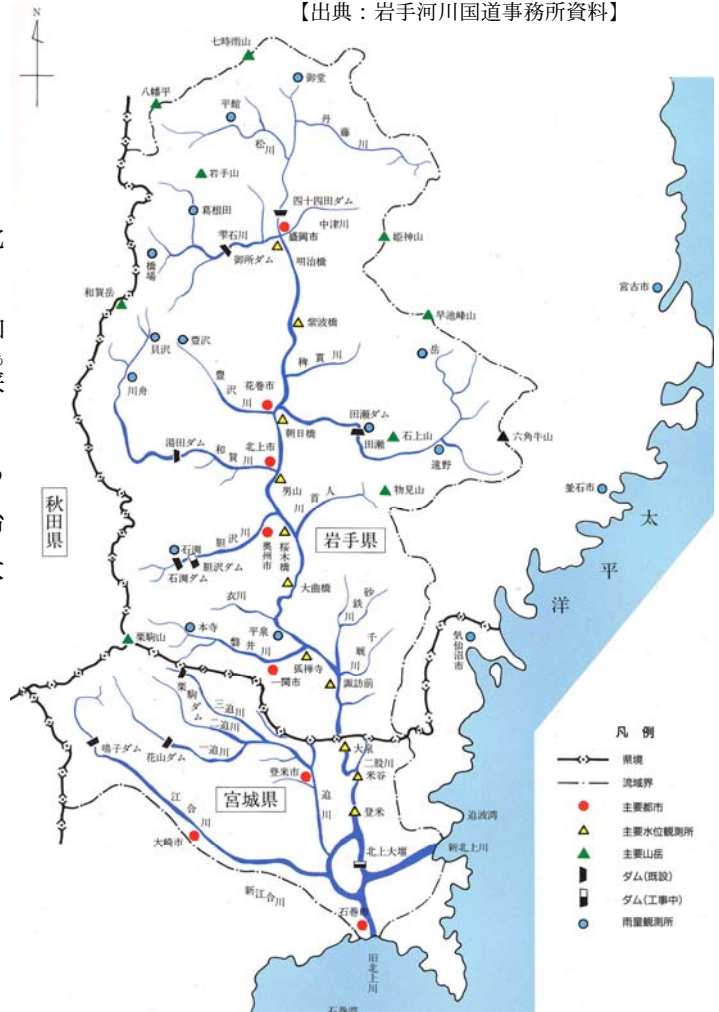 【出典：岩手河川国道事務所資料】
N
七時雨山
御堂
八幡平
平館
丹藤川
松川
岩手山
四十四田ダム
葛根田
中津川
雫石川
盛岡市
姫神山
御所ダム
橋場
明治橋
宮古市
和賀岳
紫波橋
早池峰山
貝沢
豊沢
岳
稗貫川
川舟
豊沢川
花巻市
田瀬ダム
朝日橋
田瀬
石上山
六角牛山
湯田ダム
和賀川
北上市
遠野
男山
人首川
物見山
釜石市
秋田県
太平洋
石淵
胆沢川
奥州市
桜木橋
岩手県
石淵ダム
胆沢ダム
大曲橋
衣川
砂鉄川
本寺
平泉
千厩川
磐井川
栗駒山
狐禅寺
気仙沼市
一関市
諏訪前
栗駒ダム
三迫川
二迫川
大泉
凡例
鳴子ダム
花山ダム
一迫川
二股川
米谷
県境
登米市
宮城県
迫川
流域界
江合川
登米
追波湾
主要都市
大崎市
主要水位観測所
北上大堰
新北上川
主要山岳
新江合川
ダム(既設)
石巻市
ダム(工事中)
雨量観測所
旧北上川
石巻湾